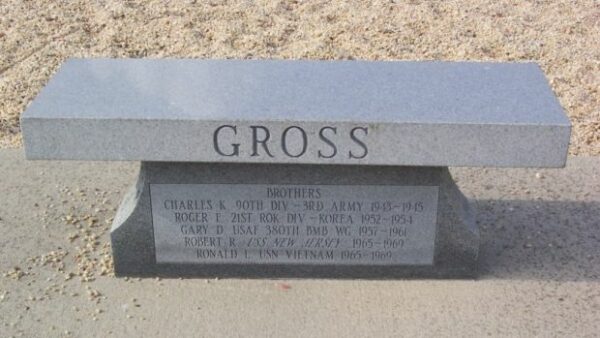 GROSS
BROTHERS
CHARLES K. 90TH DIV - 3RD ARMY 1943-1945
ROGER E. 21ST ROK DIV - KOREA 1952-1954
GARY D. USAF 380TH BMB WG 1957-1961
ROBERT R. USS NEW JERSEY 1965-1969
RONALD L. USN VIETNAM 1965-1969